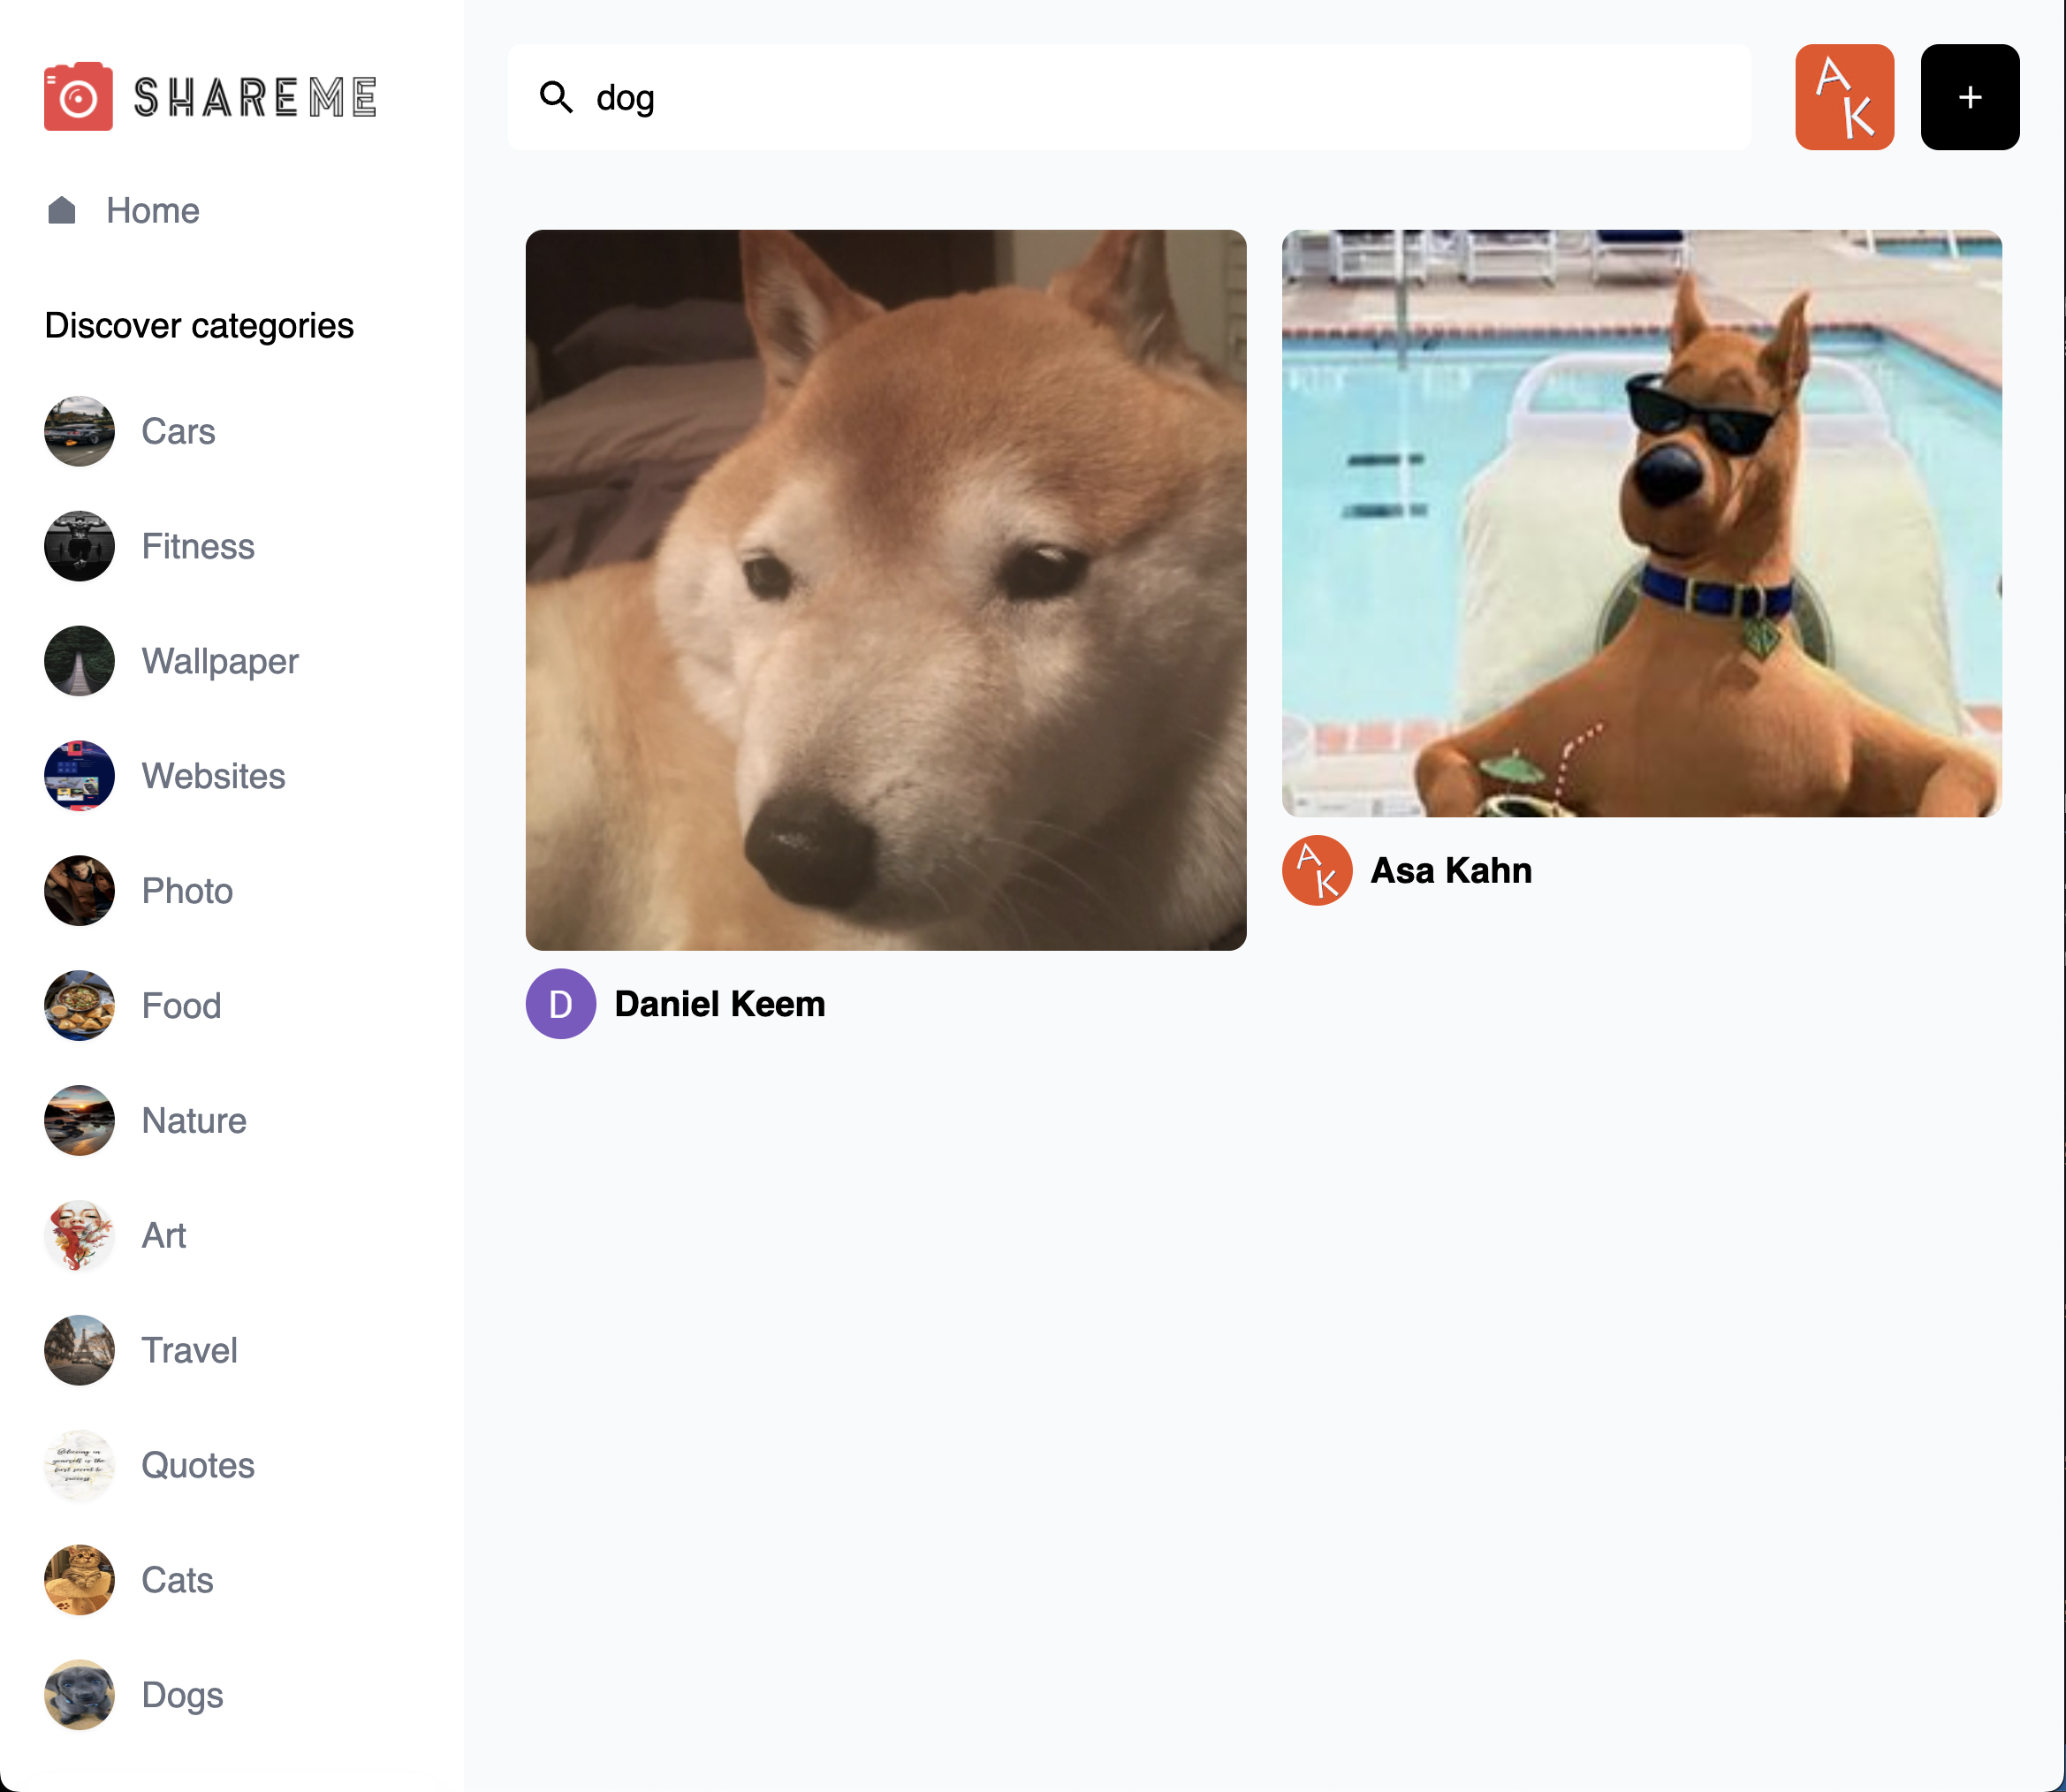 SHAREME
dog
A
K
+
Home
Discover categories
Cars
Fitness
Wallpaper
Websites
Photo
Food
Nature
Art
Travel
Quotes
Cats
Dogs
A
K
Asa Kahn
D
Daniel Keem